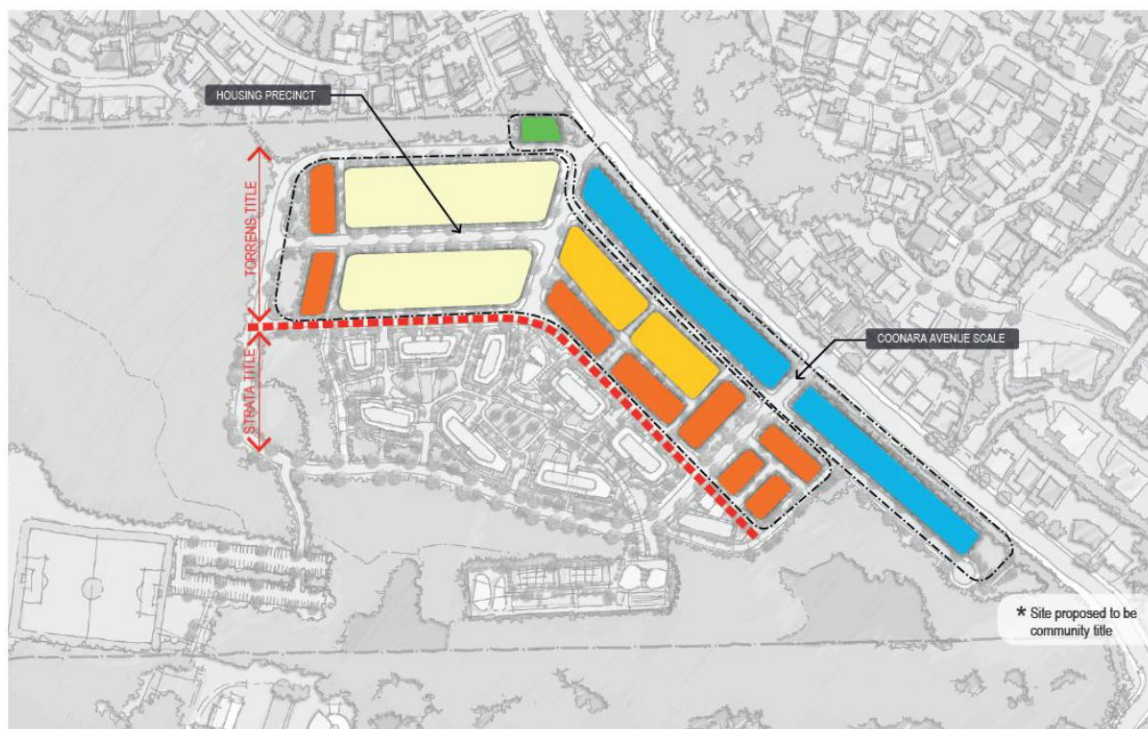 HOUSING PRECINCT
TORRENS TITLE
STRATA TITLE
COONARA AVENUE SCALE
* Site proposed to be
community title